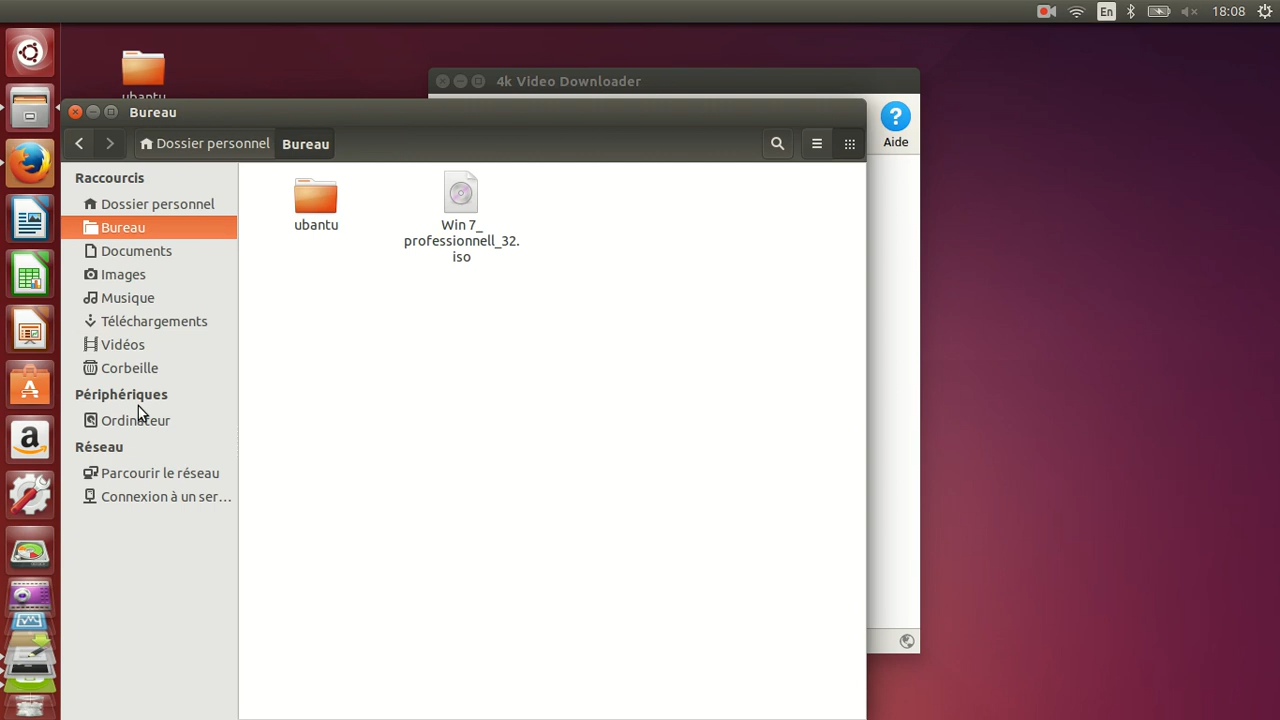 En
18:08
ubantu
4k Video Downloader
Aide
Bureau
Dossier personnel
Bureau
Raccourcis
Dossier personnel
Bureau
Documents
Images
Musique
Téléchargements
Vidéos
Corbeille
Périphériques
Ordinateur
Réseau
Parcourir le réseau
Connexion à un ser...
ubantu
Win 7_
professionnell_32.
iso